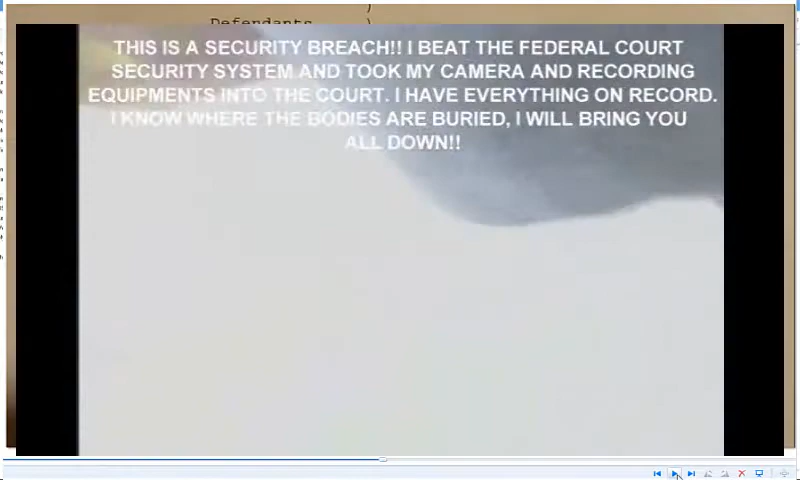 )
Defendants )
THIS IS A SECURITY BREACH!! I BEAT THE FEDERAL COURT
SECURITY SYSTEM AND TOOK MY CAMERA AND RECORDING
EQUIPMENTS INTO THE COURT. I HAVE EVERYTHING ON RECORD.
I KNOW WHERE THE BODIES ARE BURIED, I WILL BRING YOU
ALL DOWN!!